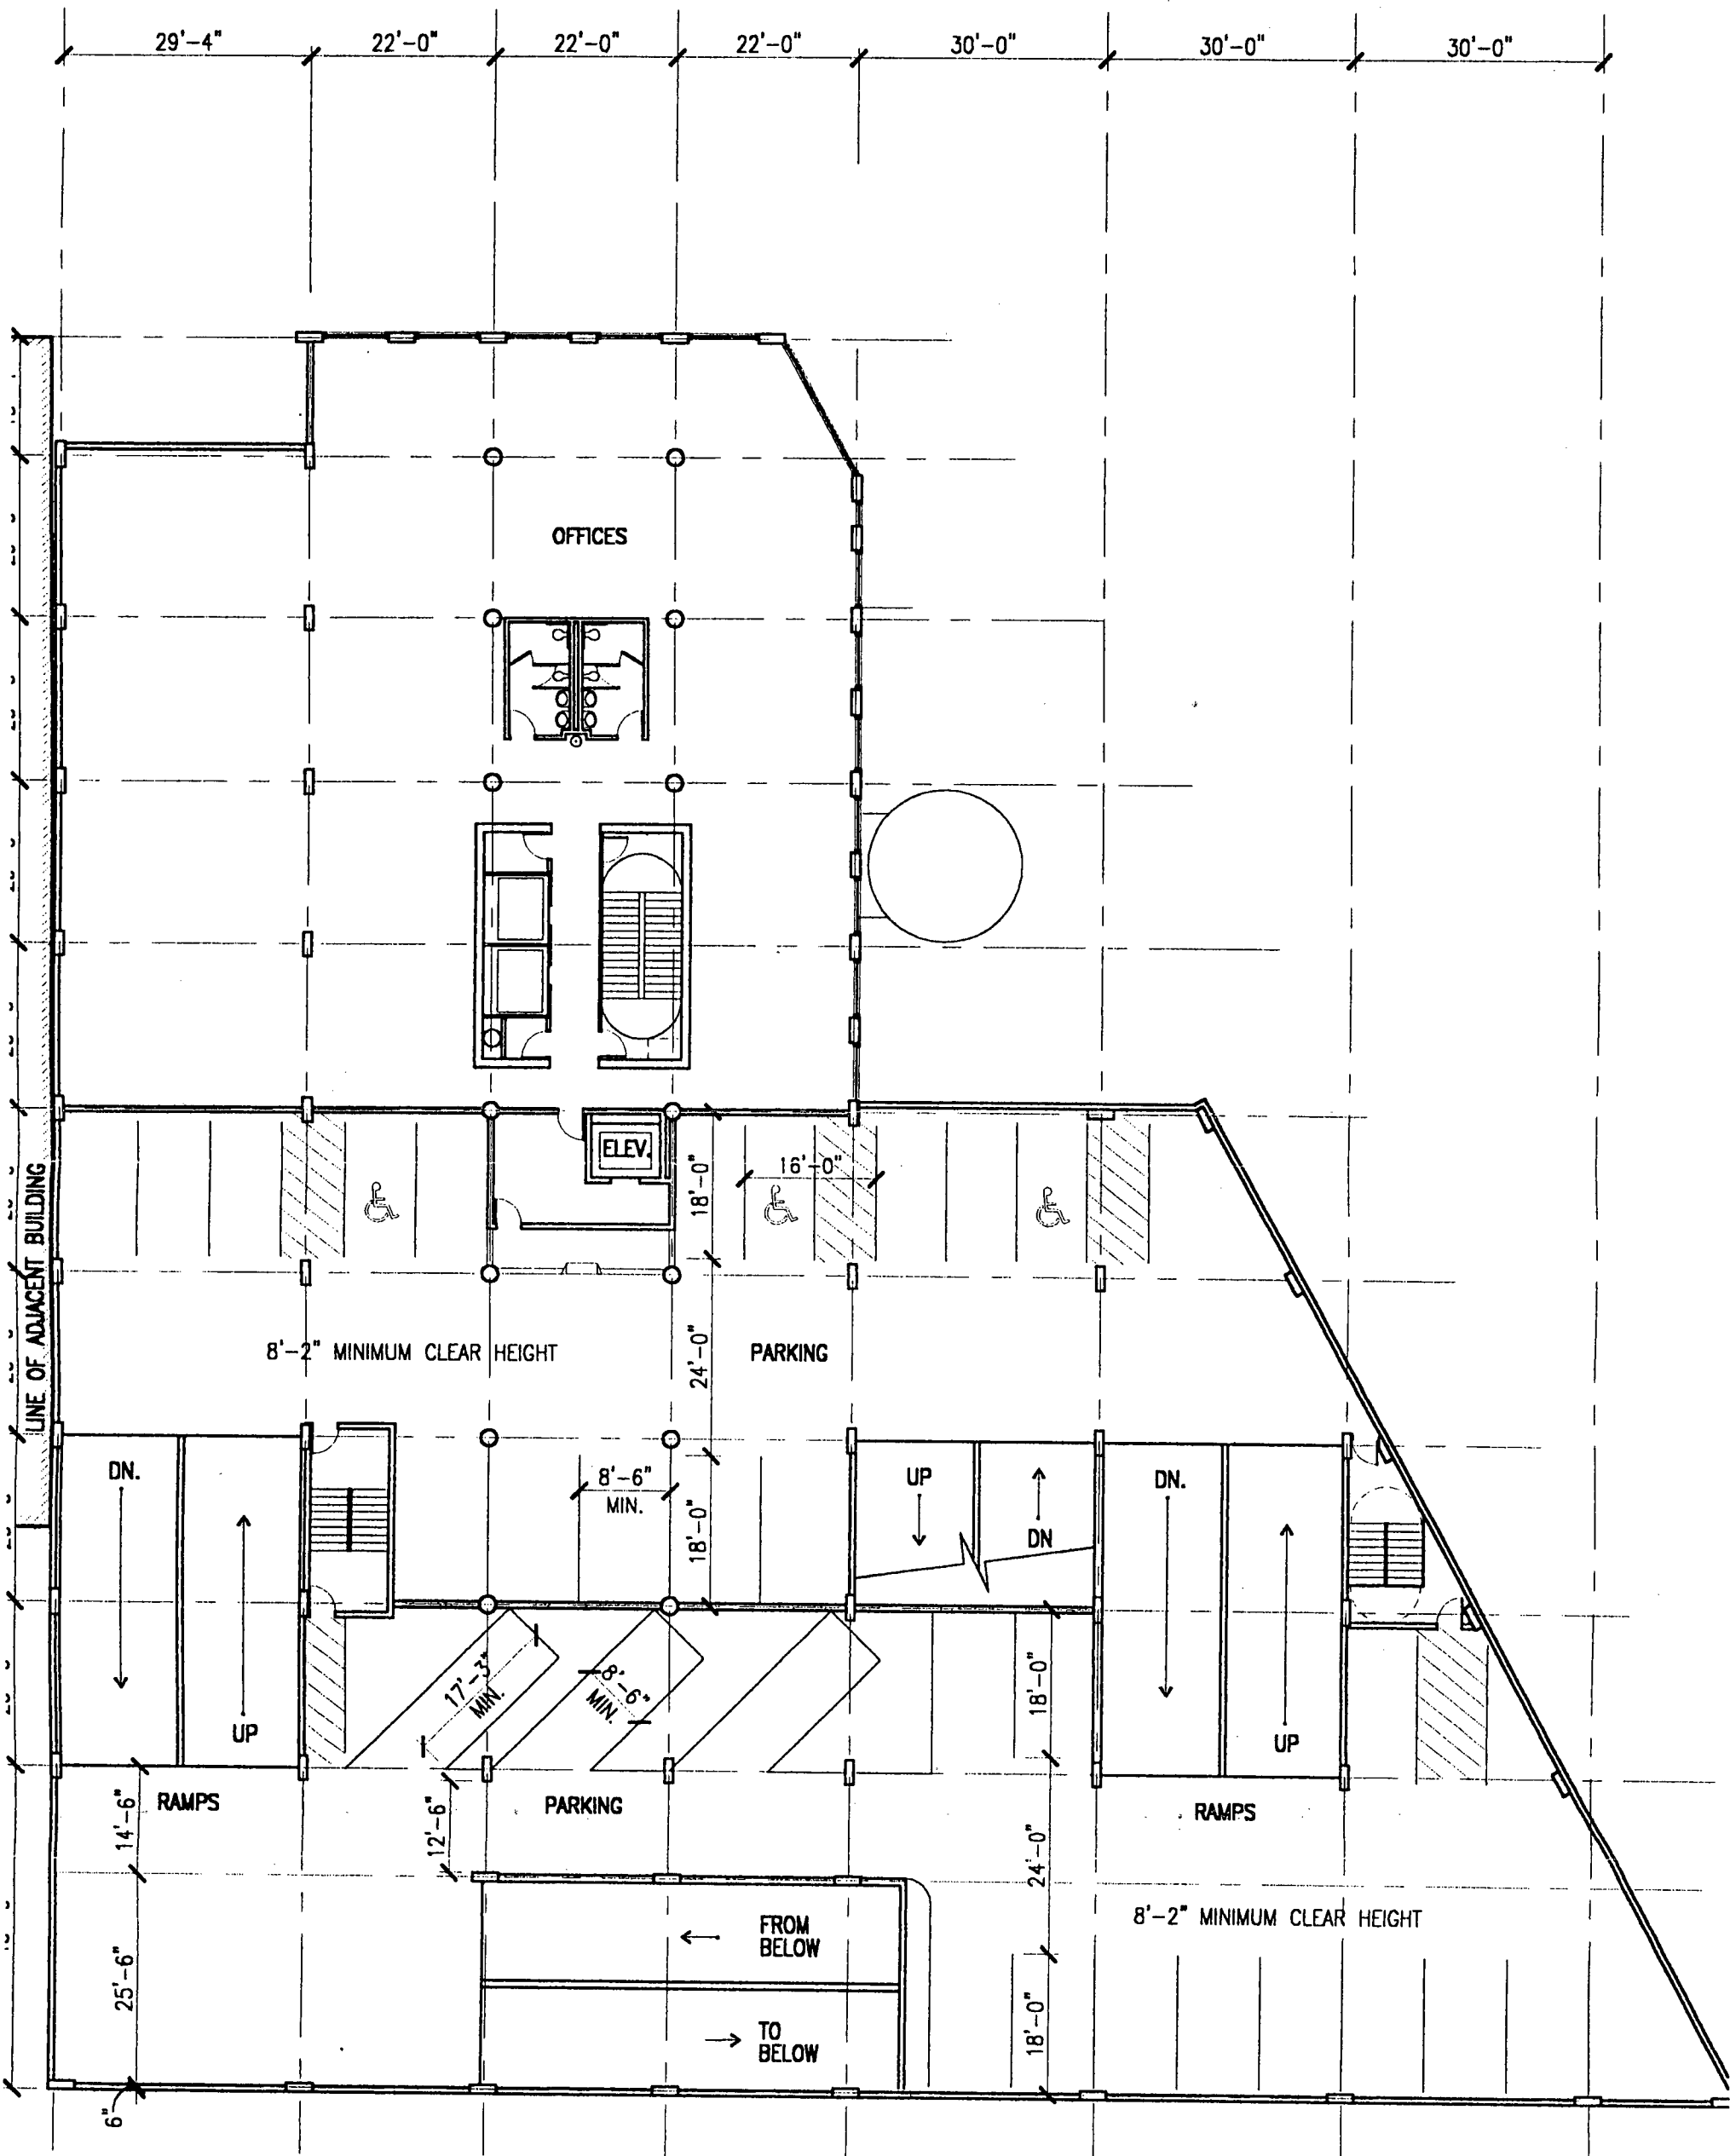 29'-4"
22'-0"
22'-0"
22'-0"
30'-0"
30'-0"
30'-0"
OFFICES
LINE OF ADJACENT BUILDING
ELEV.
18'-0"
16'-0"
8'-2" MINIMUM CLEAR HEIGHT
PARKING
24'-0"
DN.
UP
8'-6"
MIN.
18'-0"
UP
DN
DN.
UP
17'-3"
MIN.
8'-6"
MIN.
18'-0"
RAMPS
14'-6"
PARKING
12'-6"
RAMPS
24'-0"
8'-2" MINIMUM CLEAR HEIGHT
FROM
BELOW
25'-6"
TO
BELOW
18'-0"
6"